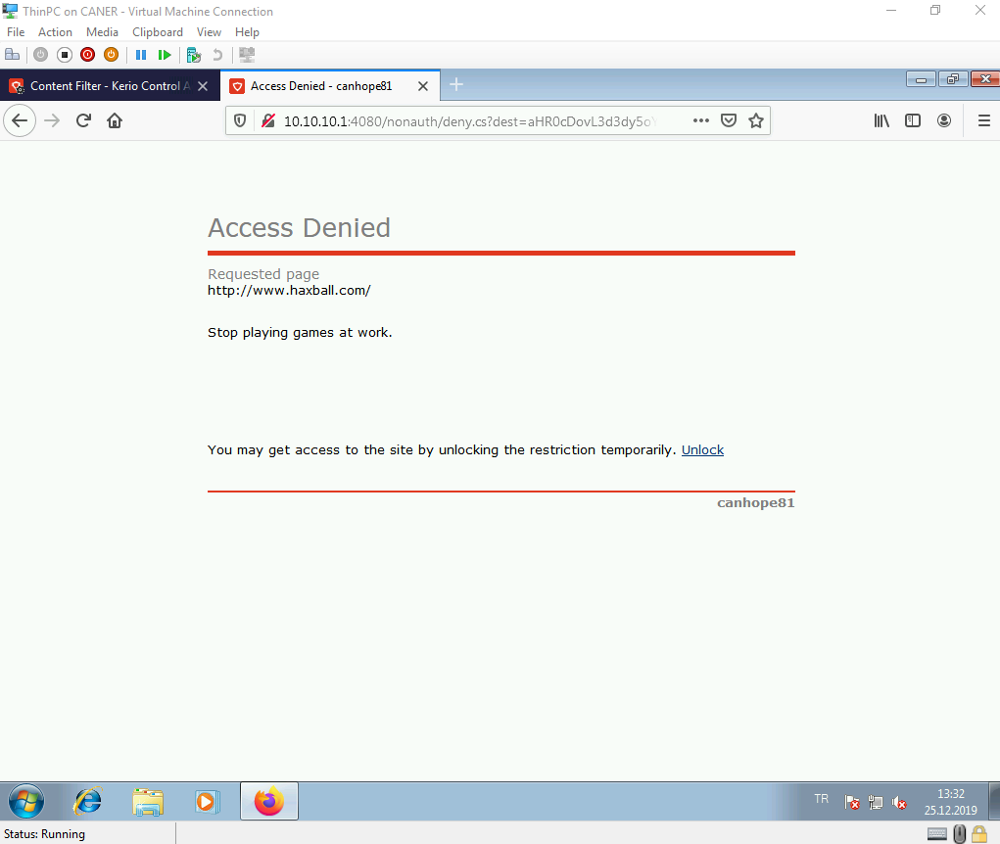 ThinPC on CANER - Virtual Machine Connection
File Action Media Clipboard View Help
Content Filter - Kerio Control A
Access Denied - canhope81
10.10.10.1:4080/nonauth/deny.cs?dest=aHR0cDovL3d3dy5o
Access Denied
Requested page
http://www.haxball.com/
Stop playing games at work.
You may get access to the site by unlocking the restriction temporarily. Unlock
canhope81
TR
13:32
25.12.2019
Status: Running